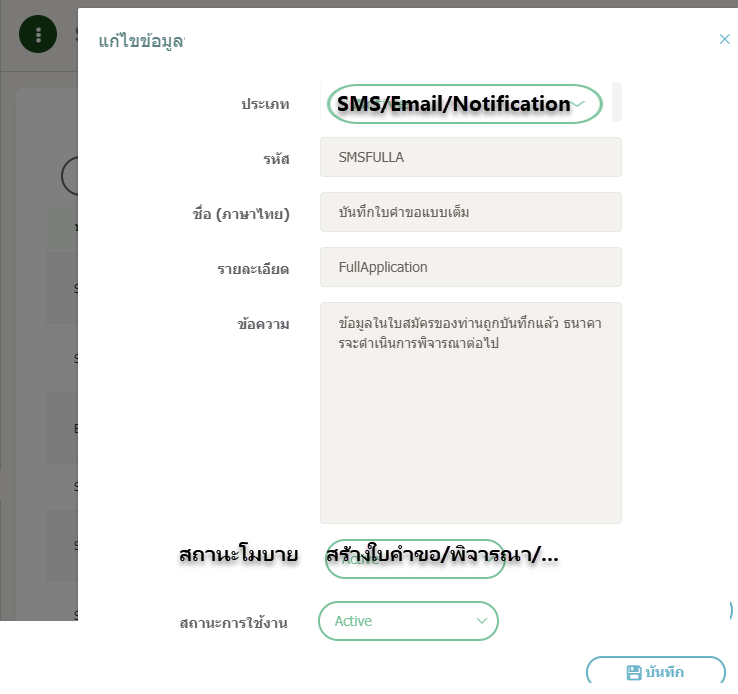 แก้ไขข้อมูล
ประเภท SMS/Email/Notification
รหัส SMSFULLA
ชื่อ (ภาษาไทย) บันทึกใบคำขอแบบเต็ม
รายละเอียด FullApplication
ข้อความ ข้อมูลในใบสมัครของท่านถูกบันทึกแล้ว ธนาคา
รจะดำเนินการพิจารณาต่อไป
สถานะโมบาย สร้างใบคำขอ/พิจารณา/...
Active
สถานะการใช้งาน Active
บันทึก